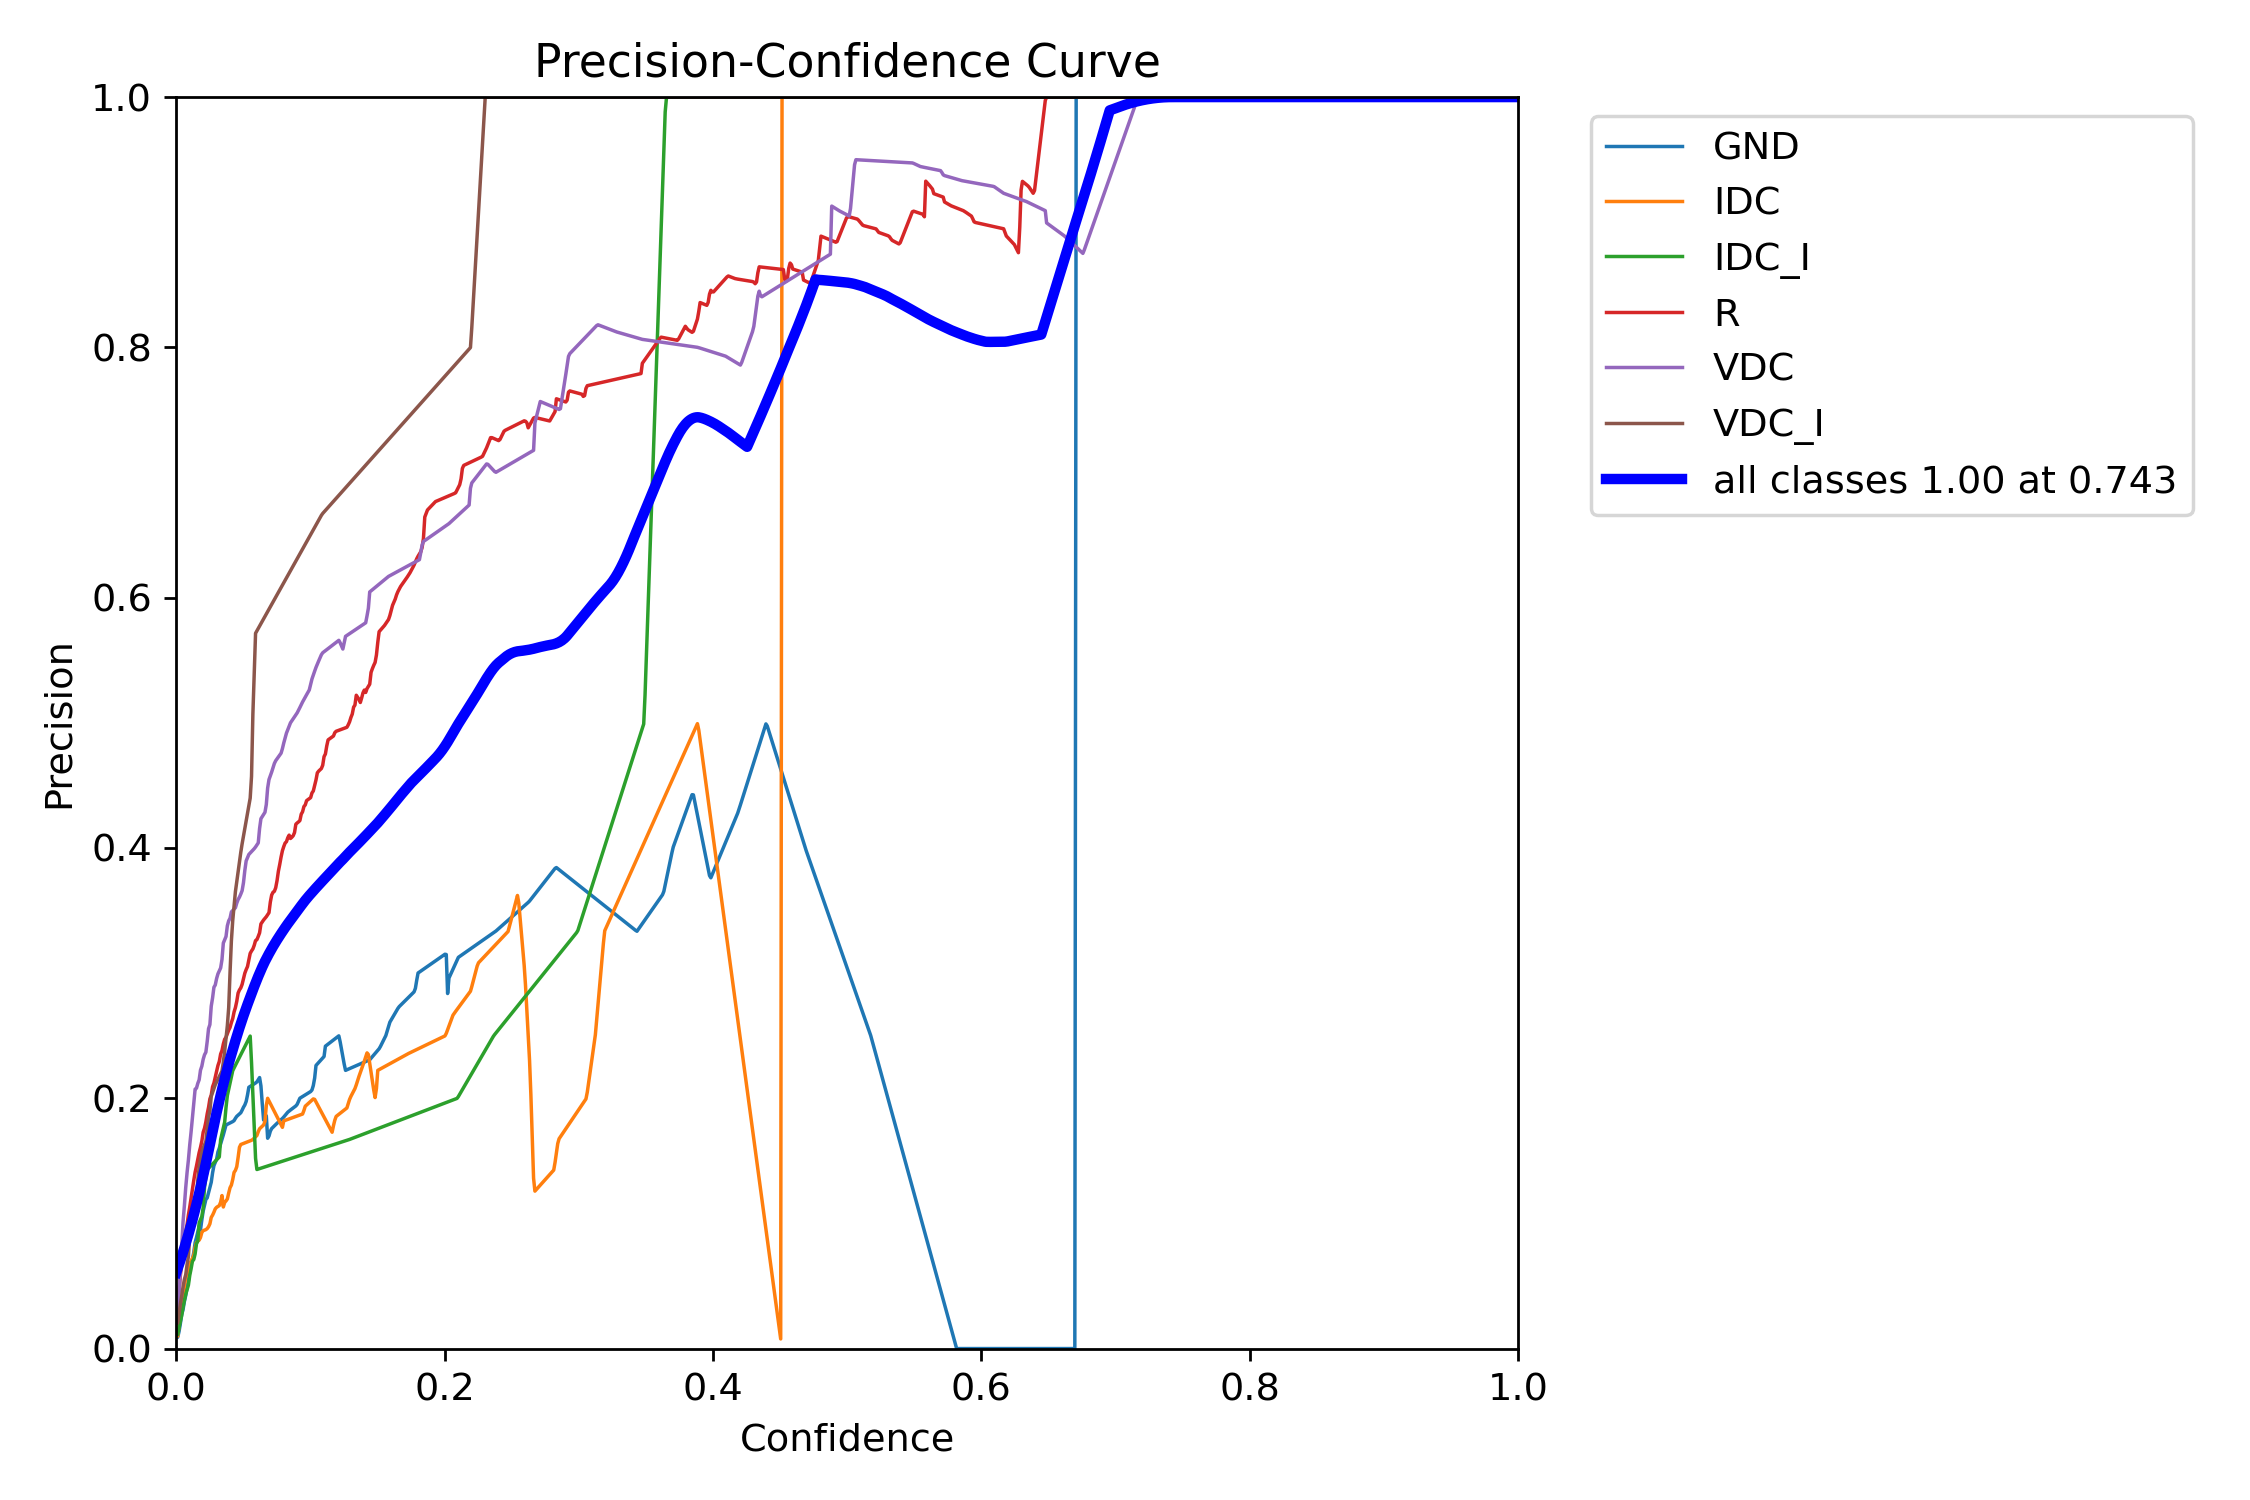 Precision-Confidence Curve
1.0
0.8
0.6
0.4
0.2
0.0
Precision
0.0 0.2 0.4 0.6 0.8 1.0
Confidence
GND
IDC
IDC_I
R
VDC
VDC_I
all classes 1.00 at 0.743